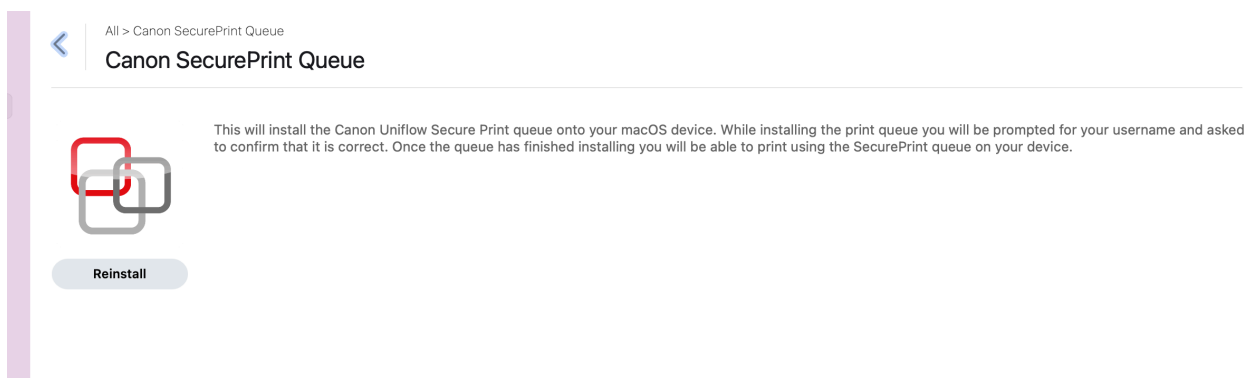 All > Canon SecurePrint Queue
Canon SecurePrint Queue
This will install the Canon Uniflow Secure Print queue onto your macOS device. While installing the print queue you will be prompted for your username and asked
to confirm that it is correct. Once the queue has finished installing you will be able to print using the SecurePrint queue on your device.
Reinstall